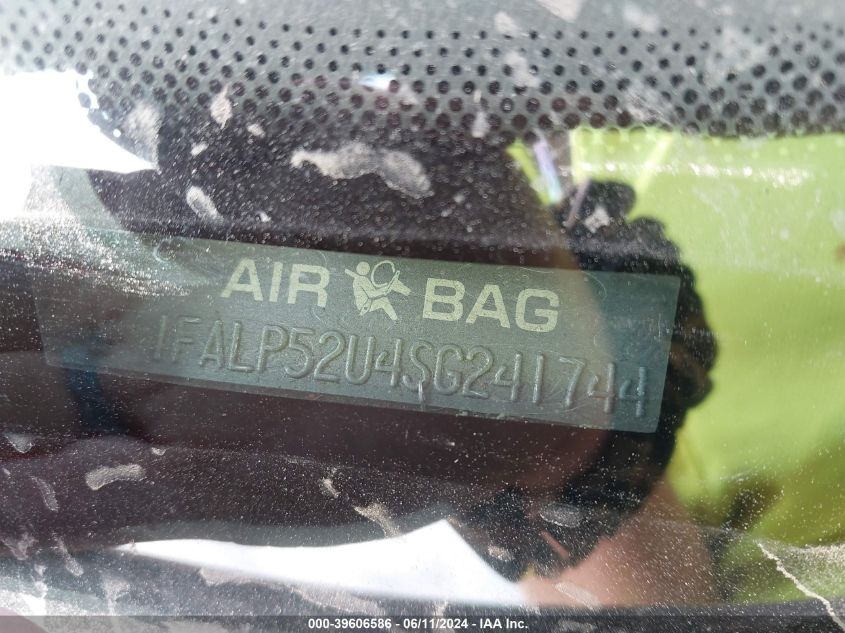 AIR BAG
1FALP52U4SG241744
000-39606586 - 06/11/2024 - IAA Inc.